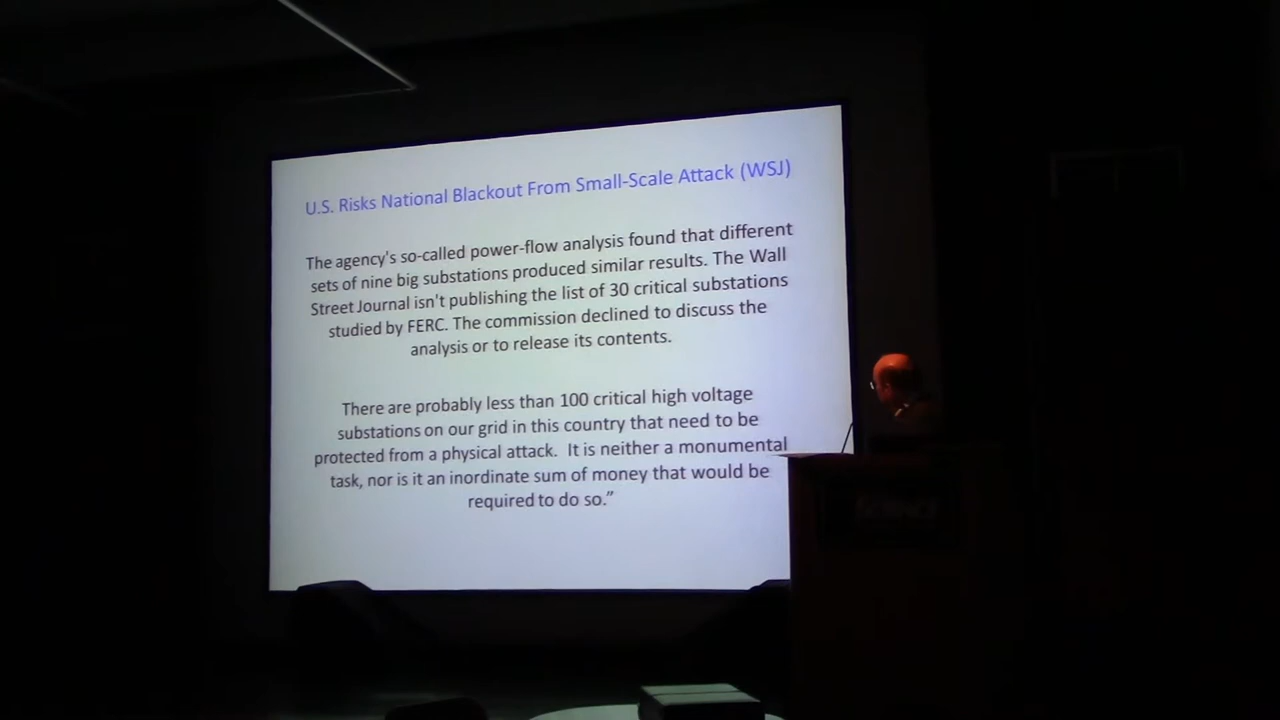 U.S. Risks National Blackout From Small-Scale Attack (WSJ)
The agency's so-called power-flow analysis found that different
sets of nine big substations produced similar results. The Wall
Street Journal isn't publishing the list of 30 critical substations
studied by FERC. The commission declined to discuss the
analysis or to release its contents.
There are probably less than 100 critical high voltage
substations on our grid in this country that need to be
protected from a physical attack. It is neither a monumental
task, nor is it an inordinate sum of money that would be
required to do so.”